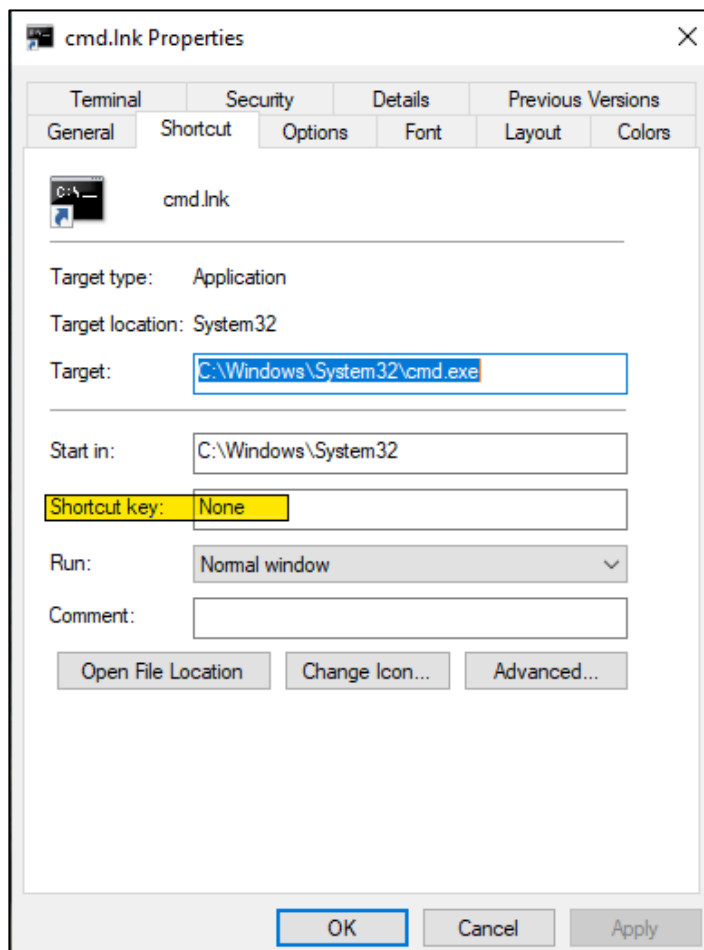 cmd.lnk Properties
Terminal Security Details Previous Versions
General Shortcut Options Font Layout Colors
C:\
cmd.lnk
Target type: Application
Target location: System32
Target: C:\Windows\System32\cmd.exe
Start in: C:\Windows\System32
Shortcut key: None
Run: Normal window
Comment:
Open File Location Change Icon... Advanced...
OK Cancel Apply